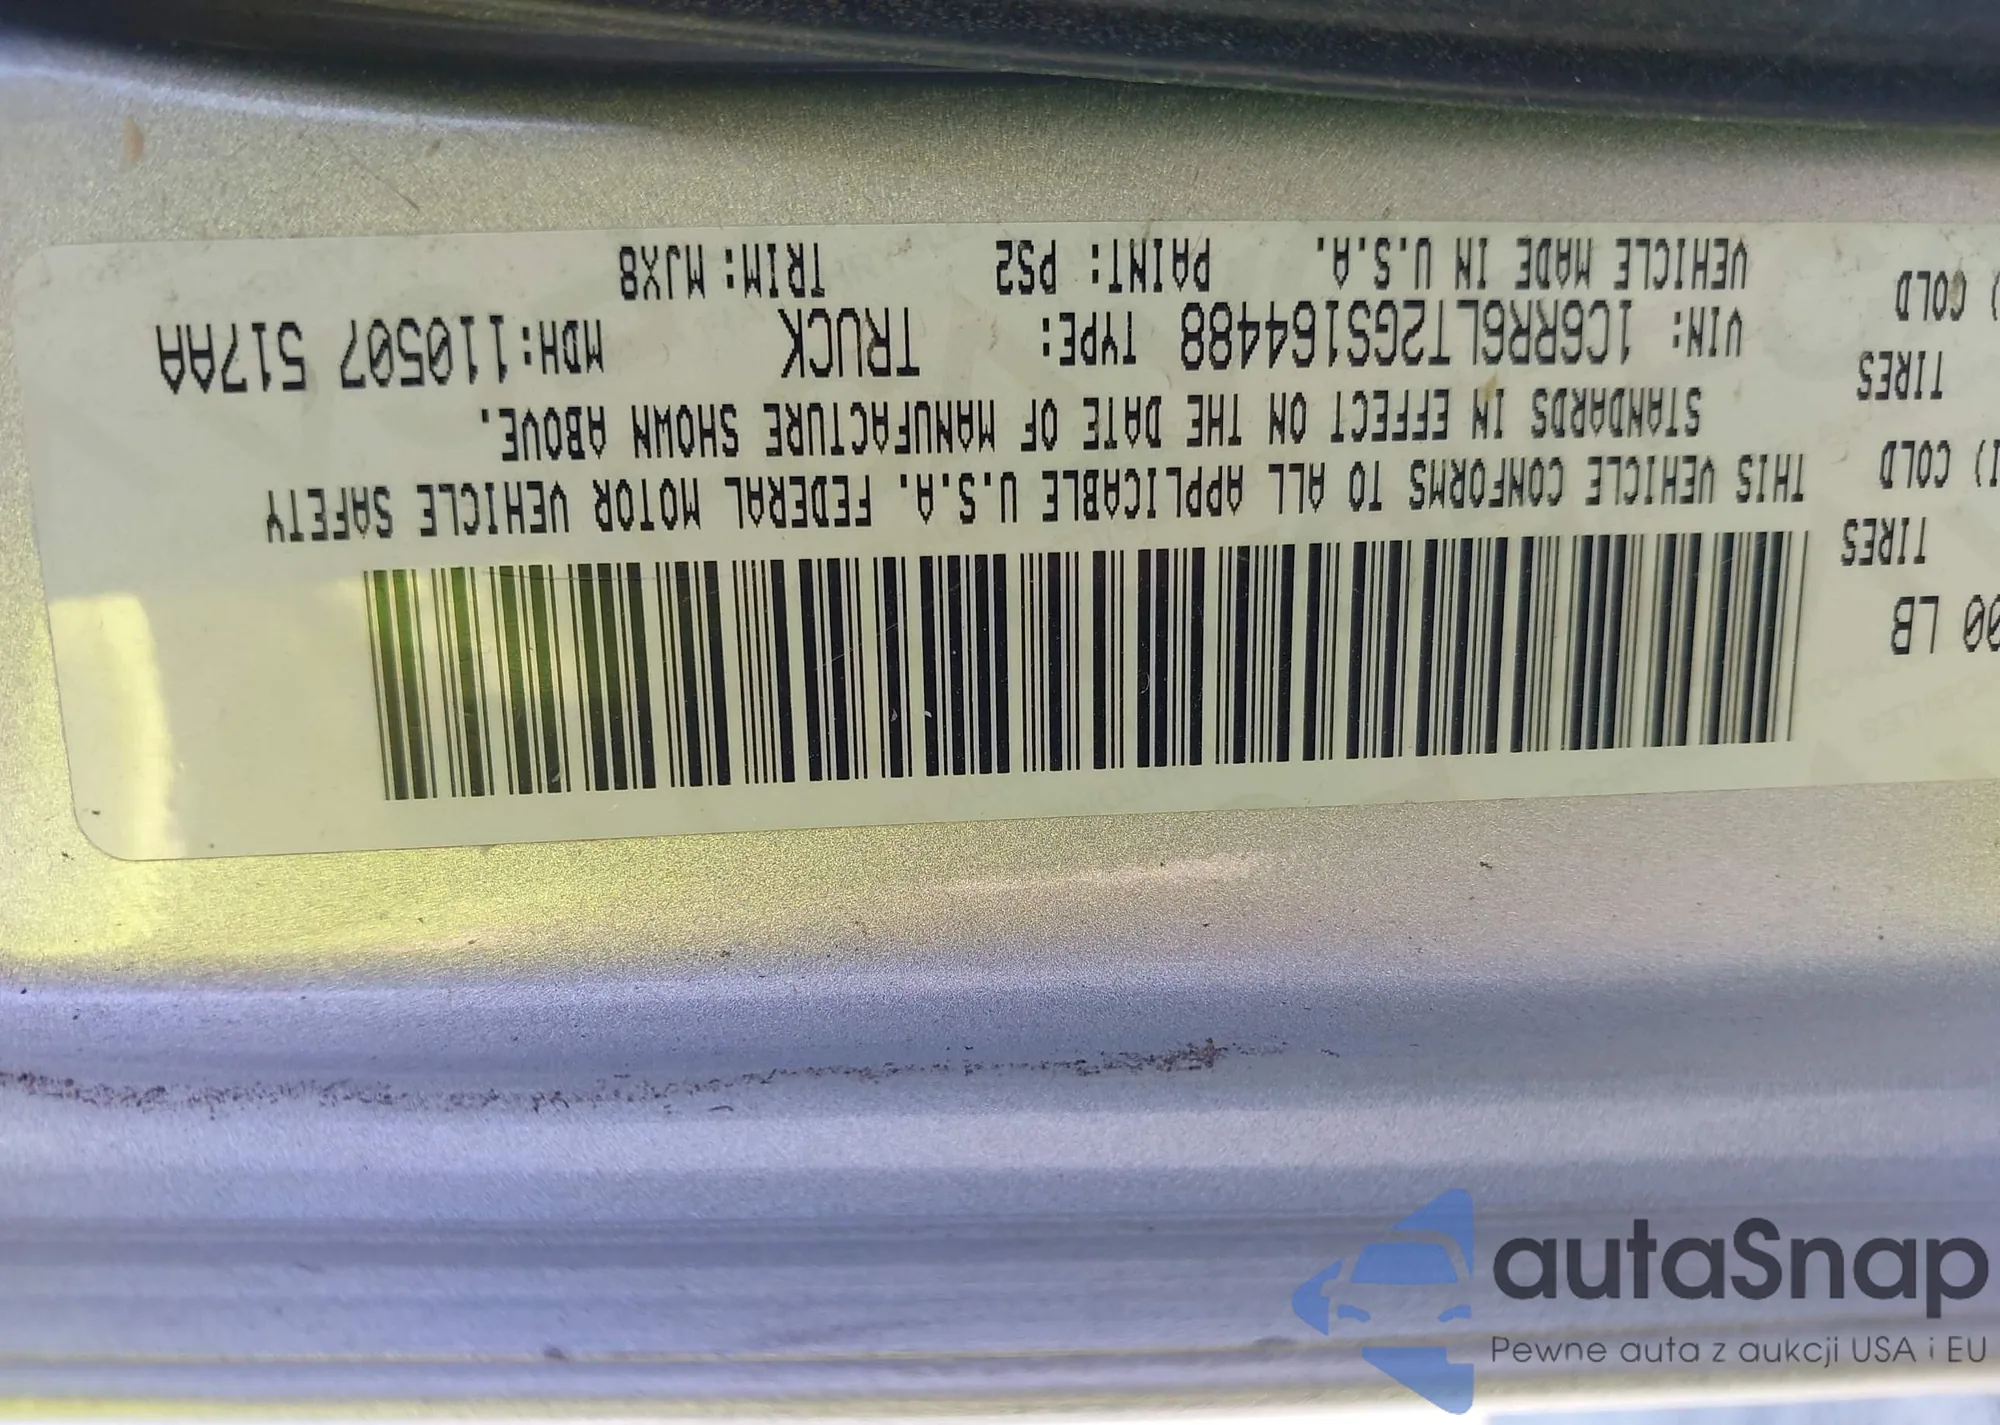 00 LB
TIRES
I) COLD
TIRES
) COLD
THIS VEHICLE CONFORMS TO ALL APPLICABLE U.S.A. FEDERAL MOTOR VEHICLE SAFETY
STANDARDS IN EFFECT ON THE DATE OF MANUFACTURE SHOWN ABOVE.
VIN: 1C6RR6LT2GS164488 TYPE: TRUCK MDH:110507 517AA
VEHICLE MADE IN U.S.A. PAINT: PS2 TRIM: MJX8
autaSnap
Pewne auta z aukcji USA i EU